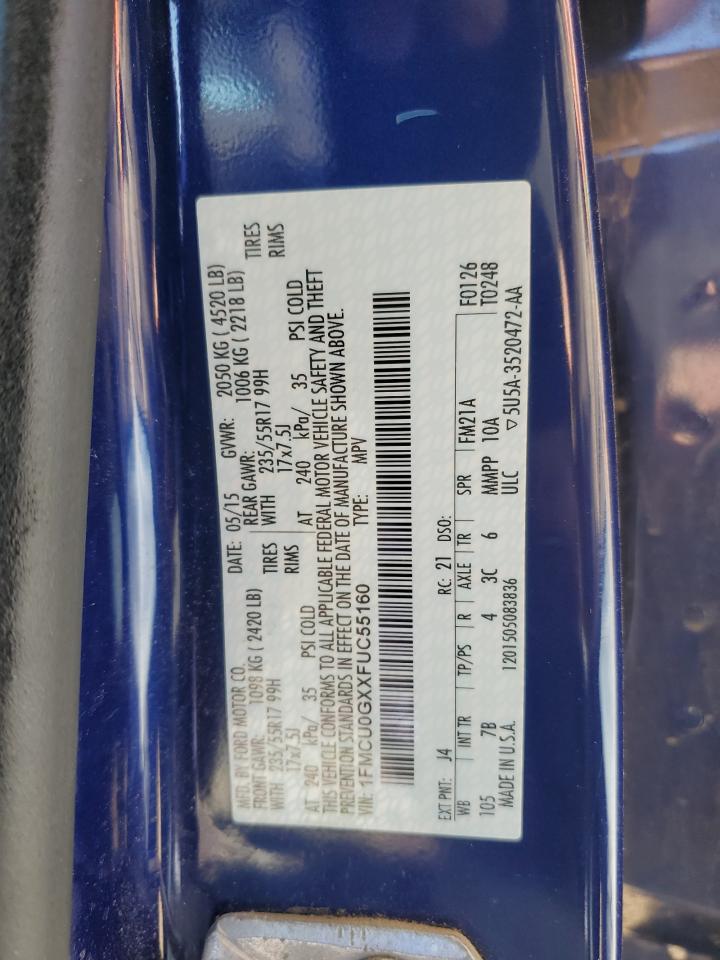 MFD. BY FORD MOTOR CO.
DATE: 05/15 GVWR: 2050 KG ( 4520 LB)
FRONT GAWR: 1098 KG ( 2420 LB) REAR GAWR: 1006 KG ( 2218 LB)
WITH 235/55R17 99H TIRES WITH 235/55R17 99H TIRES
17x7.5J RIMS 17x7.5J RIMS
AT 240 kPa/ 35 PSI COLD AT 240 kPa/ 35 PSI COLD
THIS VEHICLE CONFORMS TO ALL APPLICABLE FEDERAL MOTOR VEHICLE SAFETY AND THEFT
PREVENTION STANDARDS IN EFFECT ON THE DATE OF MANUFACTURE SHOWN ABOVE.
VIN: 1FMCU0GXXFUC55160 TYPE: MPV
EXT PNT: J4 RC: 21 DSO: F0126
WB INT TR TP/PS R AXLE TR SPR FM21A T0248
105 7B 4 3C 6 MMPP 10A
MADE IN U.S.A. 1201505083836 ULC ▽5U5A-3520472-AA